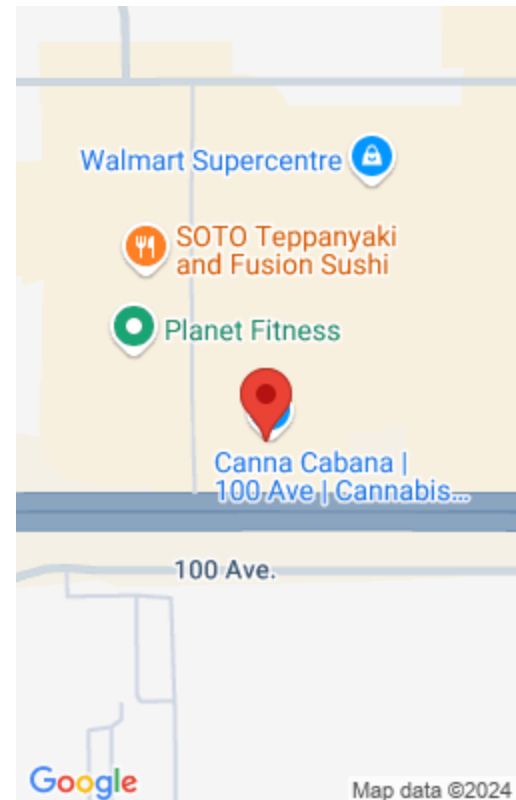 Walmart Supercentre
SOTO Teppanyaki
and Fusion Sushi
Planet Fitness
Canna Cabana |
100 Ave | Cannabis...
100 Ave.
Google
Map data ©2024